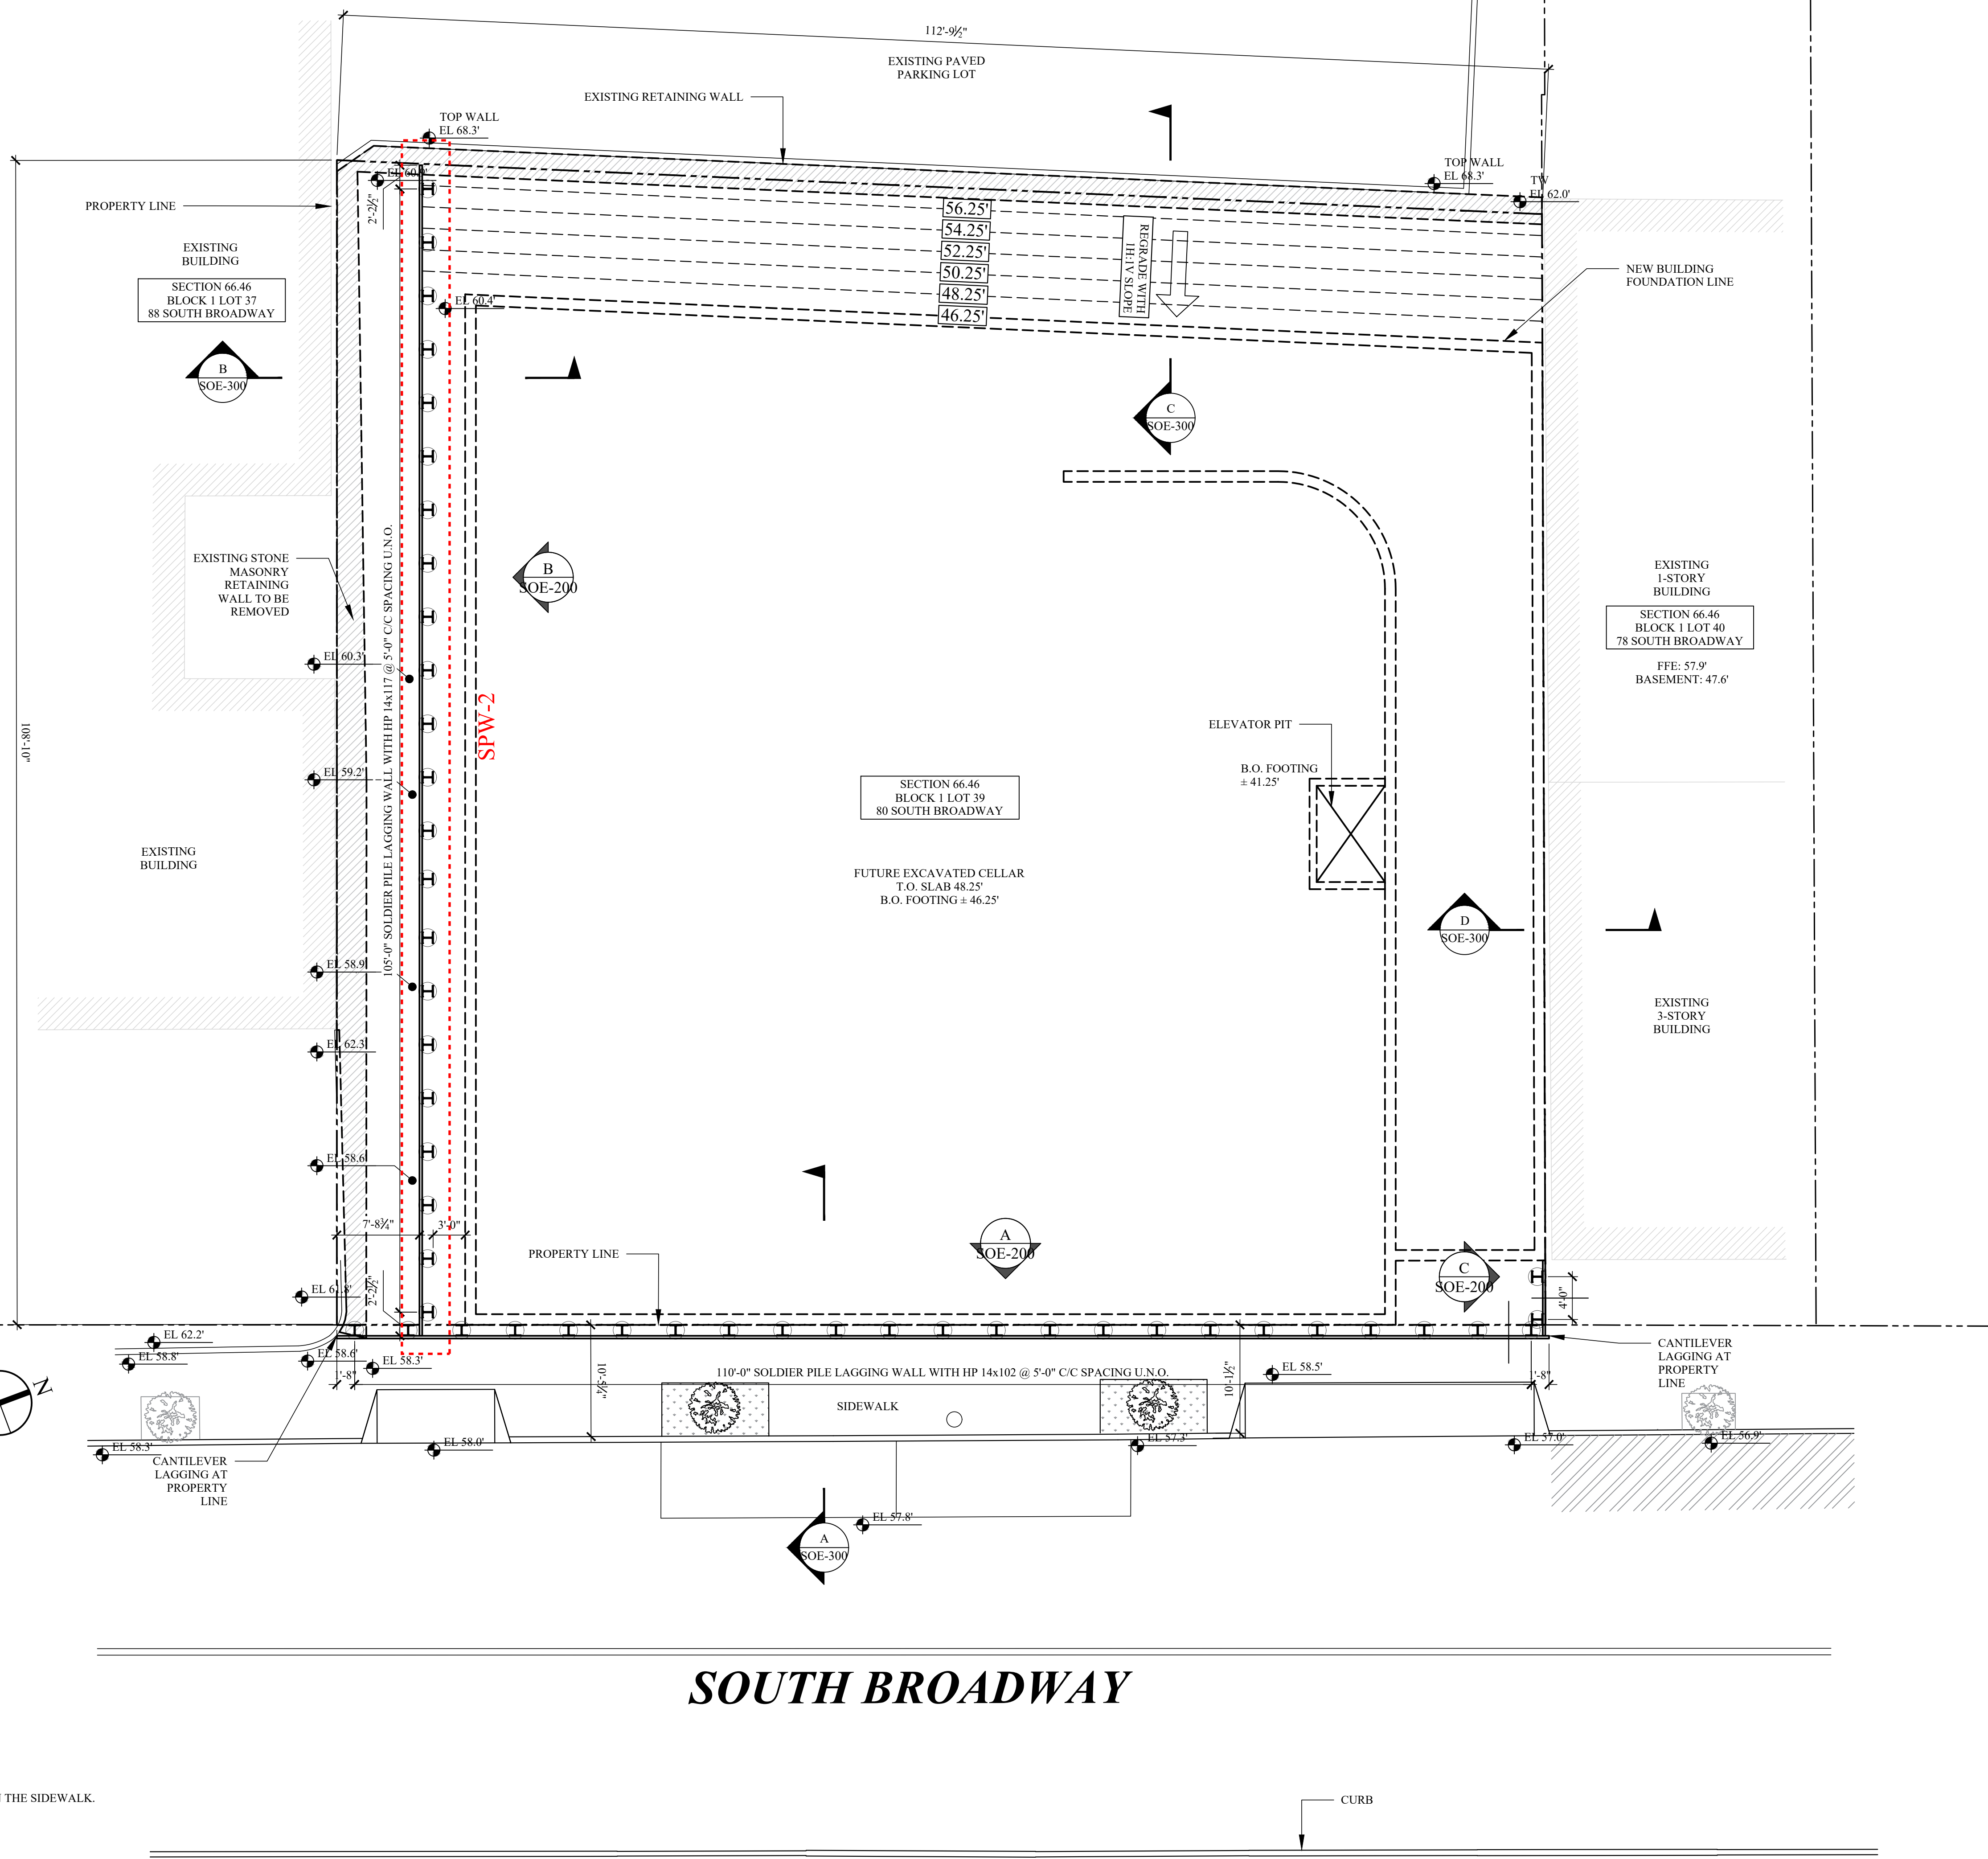 112'-9½"
EXISTING PAVED
PARKING LOT
EXISTING RETAINING WALL
TOP WALL
EL 68.3'
TOP WALL
EL 68.3'
TW
EL 62.0'
EL 60.9'
PROPERTY LINE
2'-2½"
56.25'
54.25'
52.25'
50.25'
48.25'
46.25'
REGRADE WITH
1H:1V SLOPE
EXISTING
BUILDING
SECTION 66.46
BLOCK 1 LOT 37
88 SOUTH BROADWAY
NEW BUILDING
FOUNDATION LINE
EL 60.4'
B
SOE-300
C
SOE-300
EXISTING STONE
MASONRY
RETAINING
WALL TO BE
REMOVED
B
SOE-200
105'-0" SOLDIER PILE LAGGING WALL WITH HP 14x117 @ 5'-0" C/C SPACING U.N.O.
EXISTING
1-STORY
BUILDING
SECTION 66.46
BLOCK 1 LOT 40
78 SOUTH BROADWAY
FFE: 57.9'
BASEMENT: 47.6'
EL 60.3'
SPW-2
108'-10"
ELEVATOR PIT
B.O. FOOTING
± 41.25'
EL 59.2'
SECTION 66.46
BLOCK 1 LOT 39
80 SOUTH BROADWAY
EXISTING
BUILDING
FUTURE EXCAVATED CELLAR
T.O. SLAB 48.25'
B.O. FOOTING ± 46.25'
D
SOE-300
EL 58.9'
EXISTING
3-STORY
BUILDING
EL 62.3'
EL 58.6'
7'-8¾"
3'-0"
A
SOE-200
PROPERTY LINE
C
SOE-200
2'-2½"
EL 61.8'
4'-0"
EL 62.2'
EL 58.8'
EL 58.6'
EL 58.3'
1'-8"
10'-5¼"
110'-0" SOLDIER PILE LAGGING WALL WITH HP 14x102 @ 5'-0" C/C SPACING U.N.O.
10'-1½"
EL 58.5'
1'-8"
CANTILEVER
LAGGING AT
PROPERTY
LINE
N
SIDEWALK
EL 58.3'
EL 58.0'
EL 57.3'
EL 57.0'
EL 56.9'
CANTILEVER
LAGGING AT
PROPERTY
LINE
EL 57.8'
A
SOE-300
SOUTH BROADWAY
THE SIDEWALK.
CURB